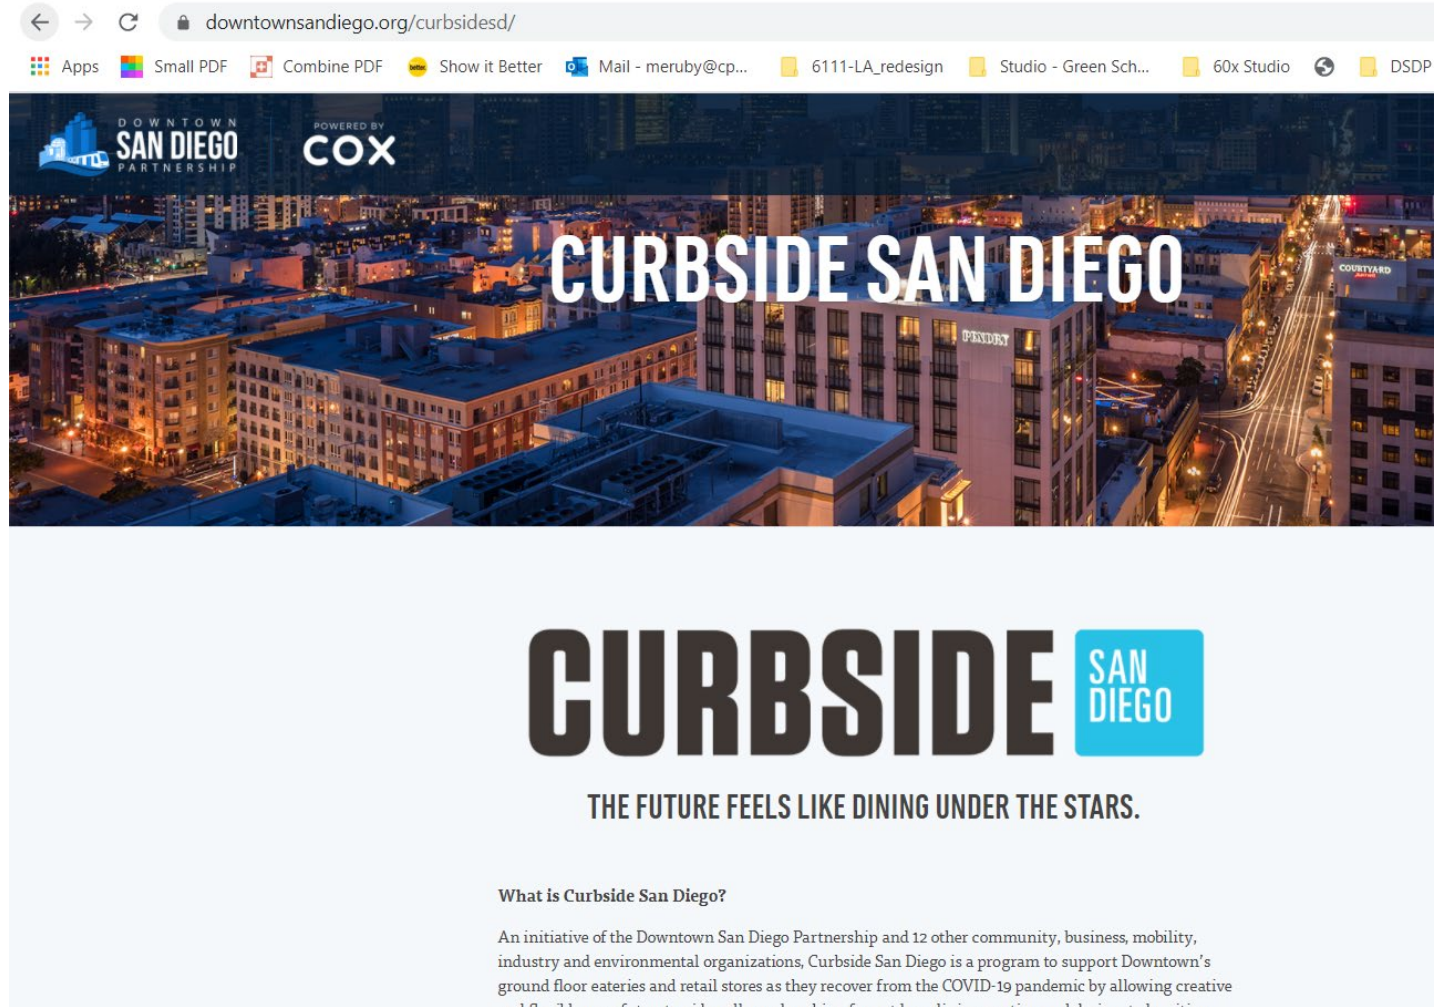 downtownsandiego.org/curbsidesd/
Apps Small PDF Combine PDF better. Show it Better Mail - meruby@cp... 6111-LA_redesign Studio - Green Sch... 60x Studio DSDP
DOWNTOWN
SAN DIEGO
PARTNERSHIP
POWERED BY
COX
CURBSIDE SAN DIEGO
COURTYARD
Marriott
PENDRY
CURBSIDE
SAN
DIEGO
THE FUTURE FEELS LIKE DINING UNDER THE STARS.
What is Curbside San Diego?
An initiative of the Downtown San Diego Partnership and 12 other community, business, mobility,
industry and environmental organizations, Curbside San Diego is a program to support Downtown's
ground floor eateries and retail stores as they recover from the COVID-19 pandemic by allowing creative